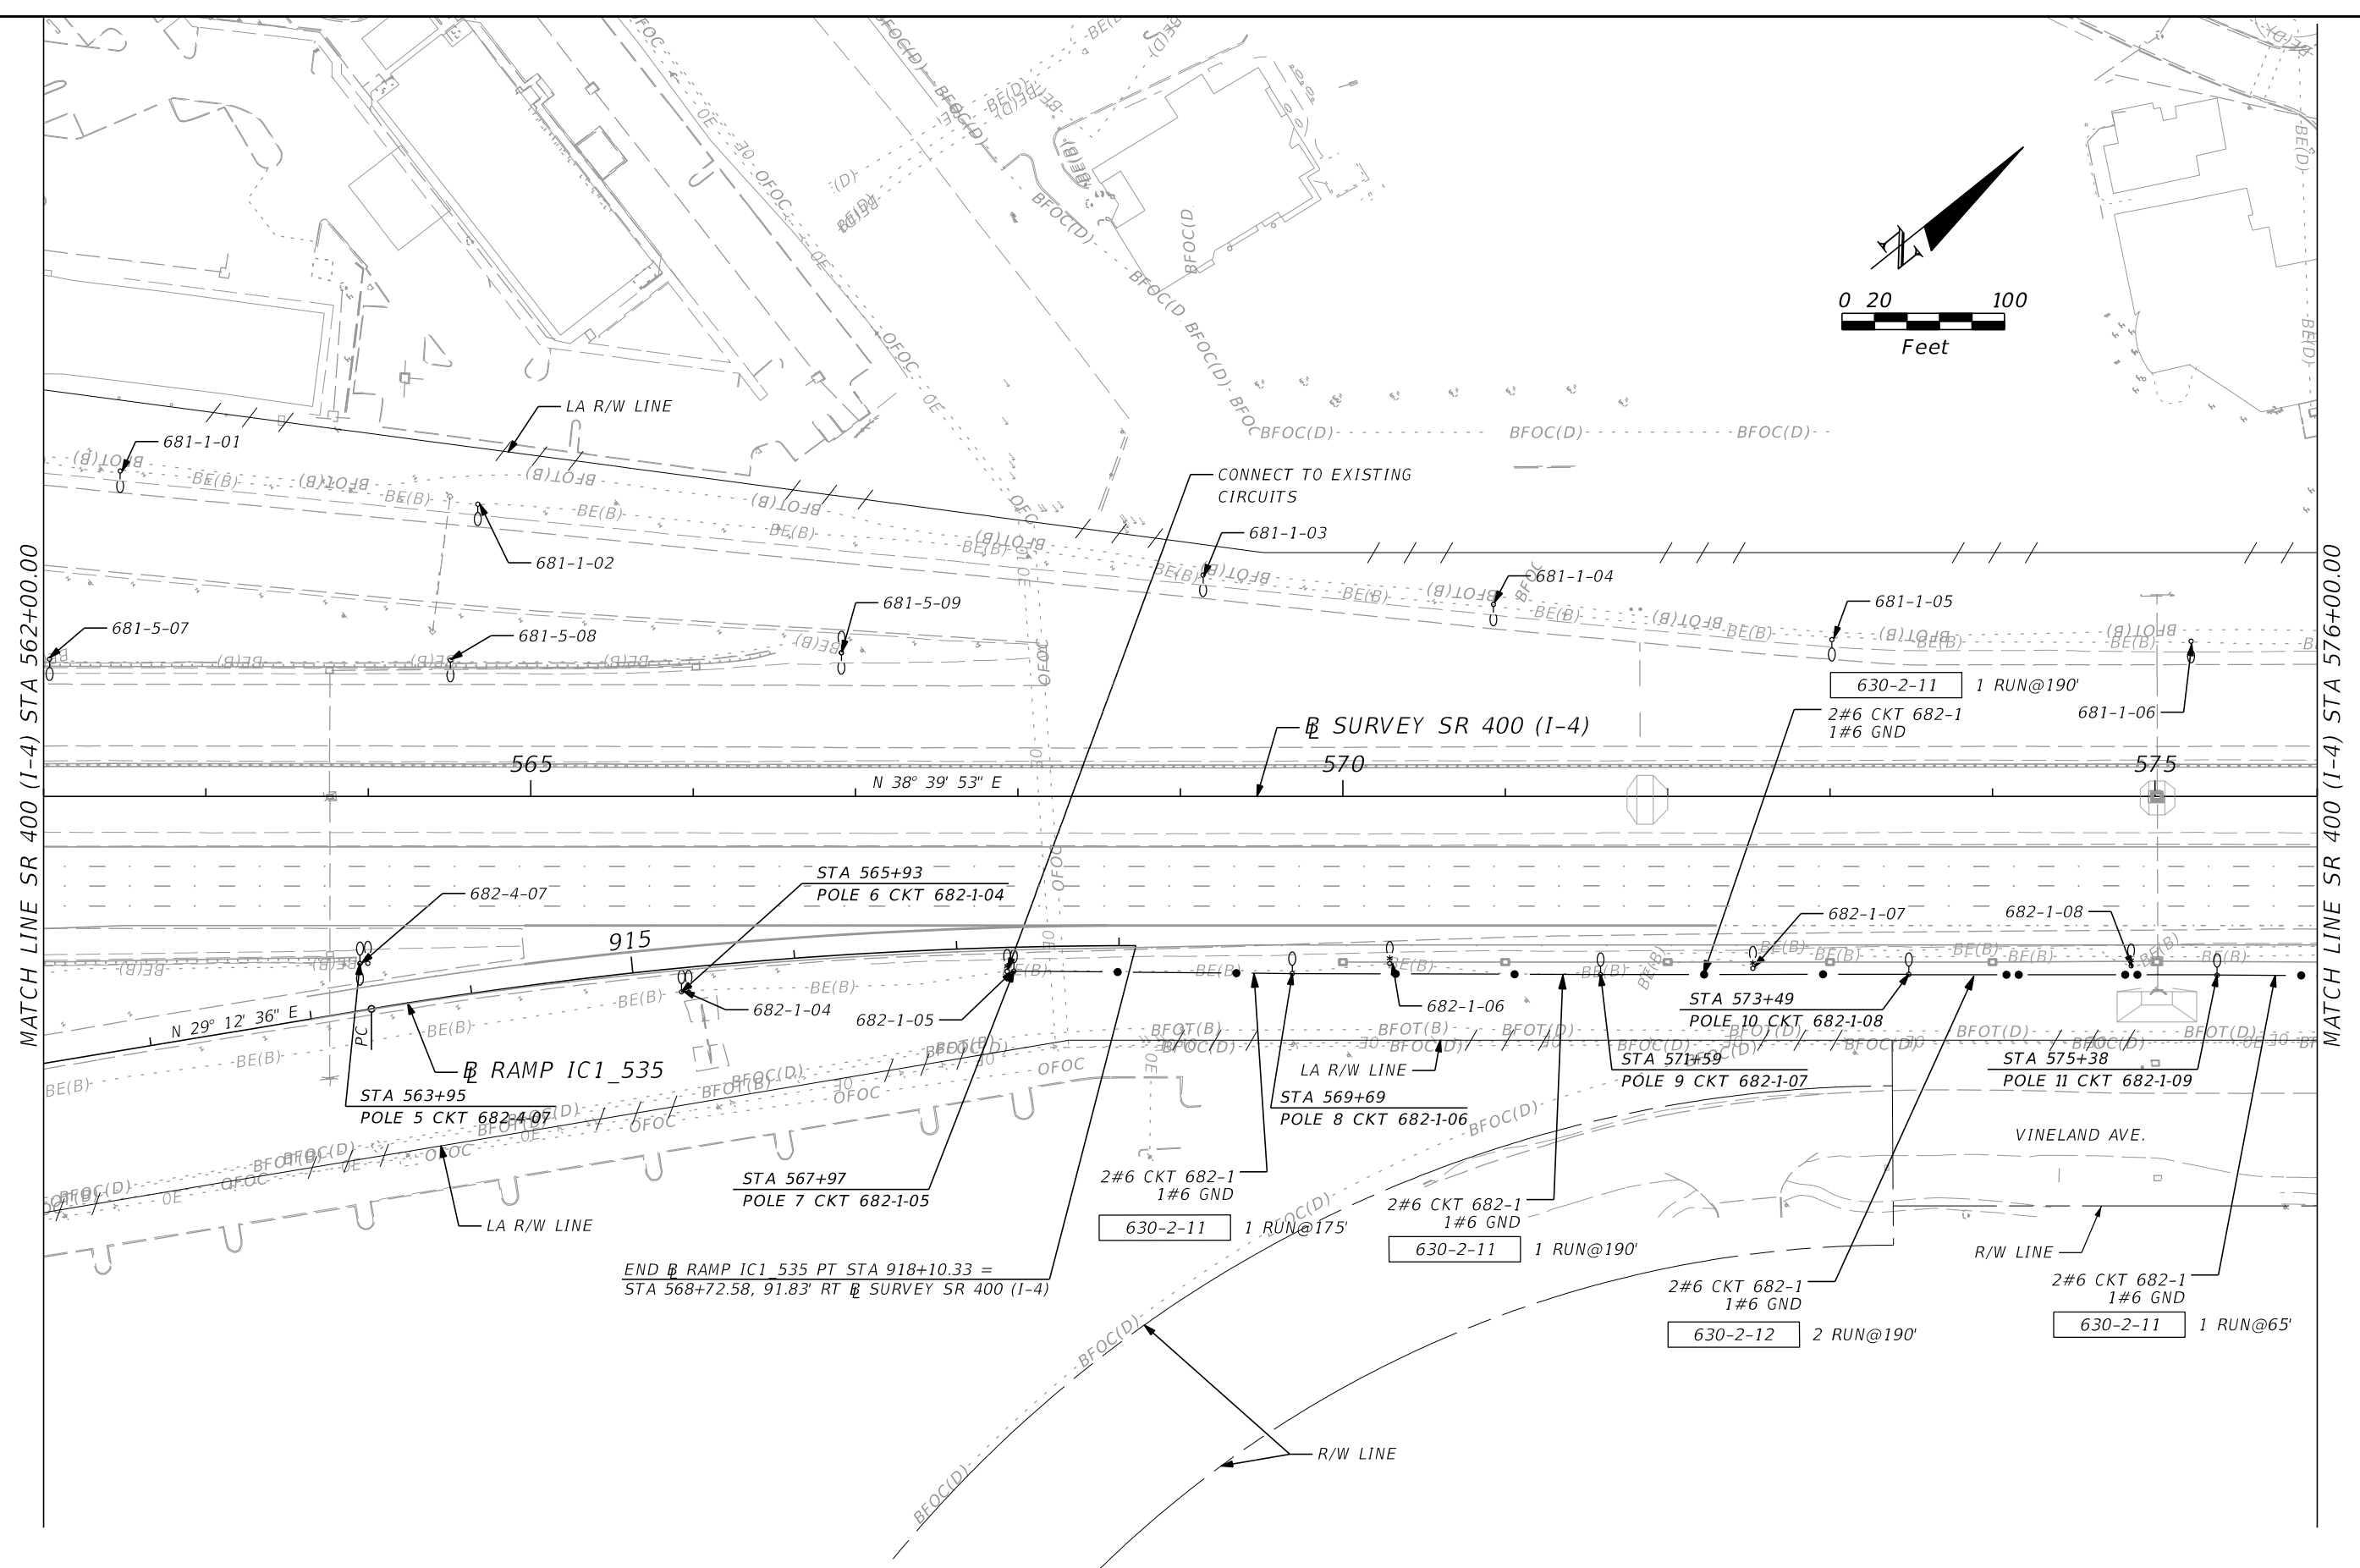 0 20 100
Feet
LA R/W LINE
681-1-01
CONNECT TO EXISTING
CIRCUITS
681-1-02
681-1-03
681-1-04
681-5-07
681-5-08
681-5-09
681-1-05
630-2-11 1 RUN@190'
2#6 CKT 682-1
1#6 GND
681-1-06
MATCH LINE SR 400 (I-4) STA 562+00.00
MATCH LINE SR 400 (I-4) STA 576+00.00
BL SURVEY SR 400 (I-4)
565
570
575
N 38° 39' 53" E
STA 565+93
POLE 6 CKT 682-1-04
682-4-07
915
682-1-07
682-1-08
682-1-04
682-1-05
682-1-06
STA 573+49
POLE 10 CKT 682-1-08
N 29° 12' 36" E
PC
BL RAMP IC1_535
STA 563+95
POLE 5 CKT 682-4-07
LA R/W LINE
STA 569+69
POLE 8 CKT 682-1-06
STA 571+59
POLE 9 CKT 682-1-07
STA 575+38
POLE 11 CKT 682-1-09
VINELAND AVE.
STA 567+97
POLE 7 CKT 682-1-05
2#6 CKT 682-1
1#6 GND
630-2-11 1 RUN@175'
2#6 CKT 682-1
1#6 GND
630-2-11 1 RUN@190'
LA R/W LINE
R/W LINE
END BL RAMP IC1_535 PT STA 918+10.33 =
STA 568+72.58, 91.83' RT BL SURVEY SR 400 (I-4)
2#6 CKT 682-1
1#6 GND
630-2-12 2 RUN@190'
2#6 CKT 682-1
1#6 GND
630-2-11 1 RUN@65'
R/W LINE
N
OFOC
BFOC(D)
BE(D)
OE
BFOT(B)
BE(B)
BFOT(D)